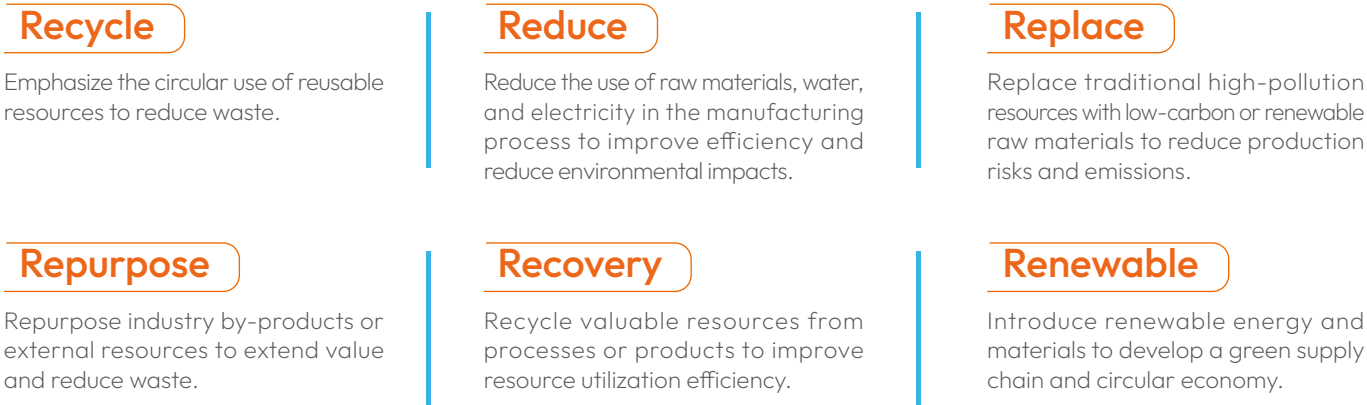 Recycle
Emphasize the circular use of reusable
resources to reduce waste.
Reduce
Reduce the use of raw materials, water,
and electricity in the manufacturing
process to improve efficiency and
reduce environmental impacts.
Replace
Replace traditional high-pollution
resources with low-carbon or renewable
raw materials to reduce production
risks and emissions.
Repurpose
Repurpose industry by-products or
external resources to extend value
and reduce waste.
Recovery
Recycle valuable resources from
processes or products to improve
resource utilization efficiency.
Renewable
Introduce renewable energy and
materials to develop a green supply
chain and circular economy.